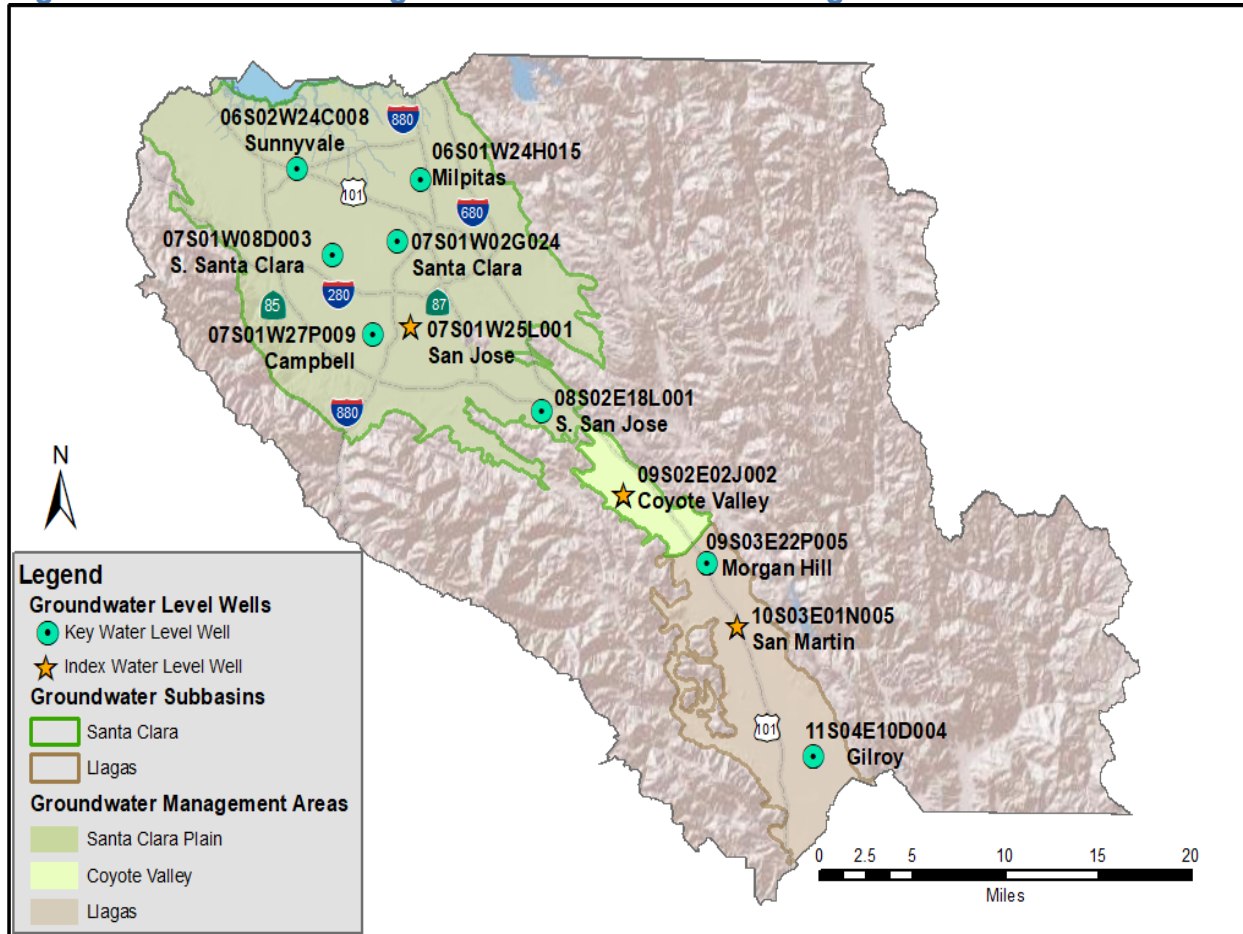 880
06S02W24C008
Sunnyvale
06S01W24H015
Milpitas
101
680
07S01W08D003
S. Santa Clara
07S01W02G024
Santa Clara
85
280
87
07S01W27P009
Campbell
07S01W25L001
San Jose
880
08S02E18L001
S. San Jose
N
09S02E02J002
Coyote Valley
09S03E22P005
Morgan Hill
10S03E01N005
San Martin
101
11S04E10D004
Gilroy
Legend
Groundwater Level Wells
Key Water Level Well
Index Water Level Well
Groundwater Subbasins
Santa Clara
Llagas
Groundwater Management Areas
Santa Clara Plain
Coyote Valley
Llagas
0 2.5 5 10 15 20
Miles